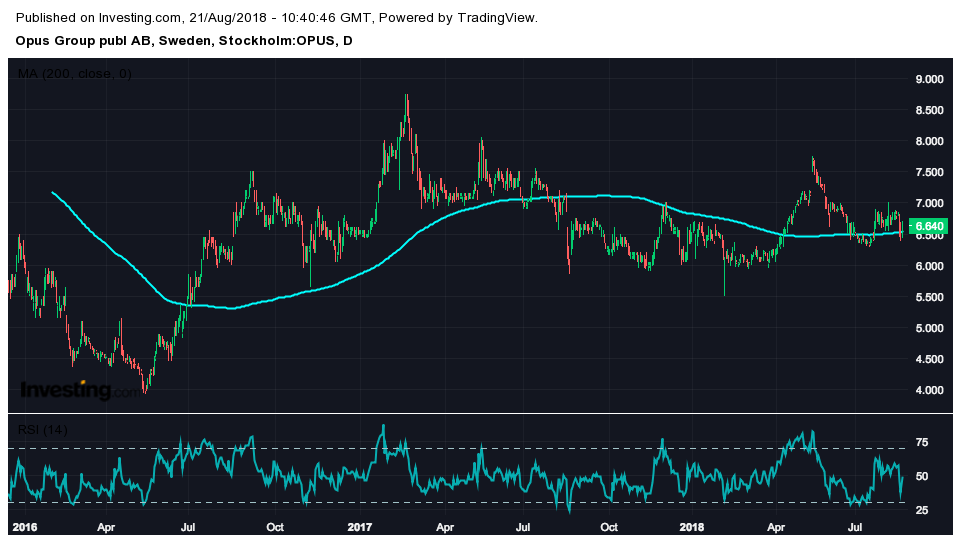 Published on Investing.com, 21/Aug/2018 - 10:40:46 GMT, Powered by TradingView.
Opus Group publ AB, Sweden, Stockholm:OPUS, D
MA (200, close, 0)
9.000
8.500
8.000
7.500
7.000
6.640
6.500
6.000
5.500
5.000
4.500
4.000
Investing.com
RSI (14)
75
50
25
2016 Apr Jul Oct 2017 Apr Jul Oct 2018 Apr Jul